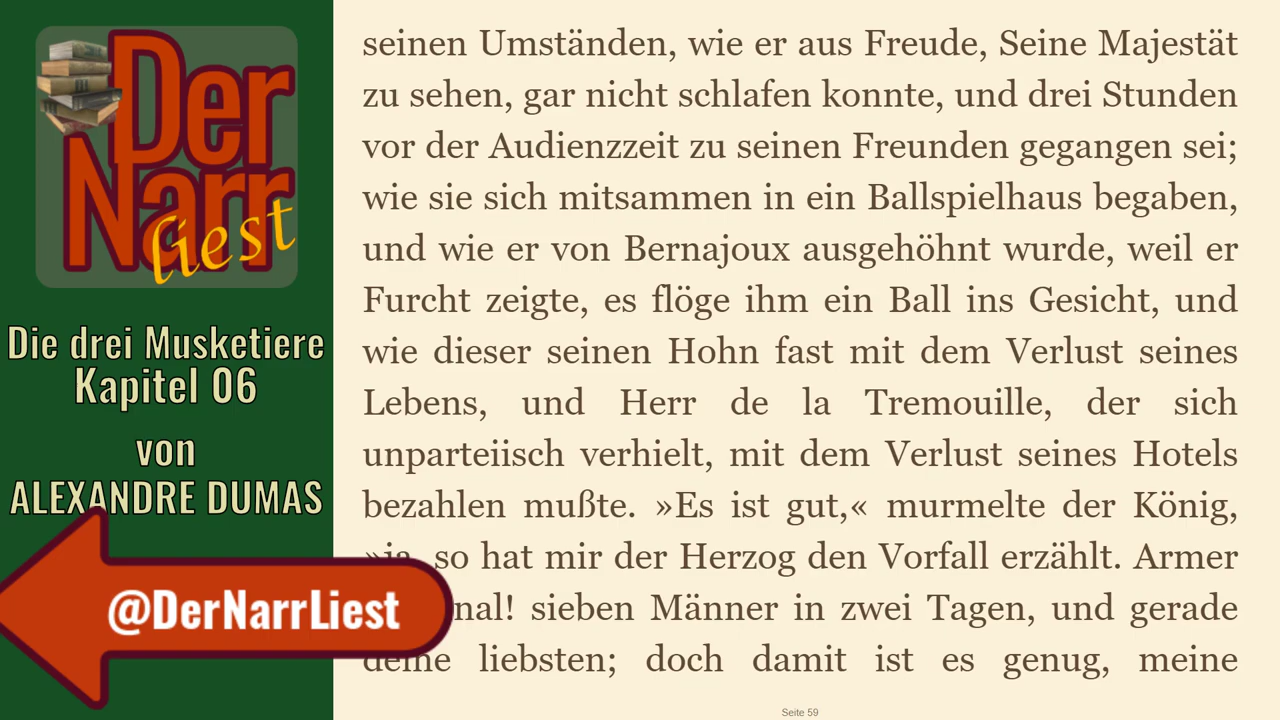 Der
Narr
liest
Die drei Musketiere
Kapitel 06
von
ALEXANDRE DUMAS
@DerNarrLiest
seinen Umständen, wie er aus Freude, Seine Majestät
zu sehen, gar nicht schlafen konnte, und drei Stunden
vor der Audienzzeit zu seinen Freunden gegangen sei;
wie sie sich mitsammen in ein Ballspielhaus begaben,
und wie er von Bernajoux ausgehöhnt wurde, weil er
Furcht zeigte, es flöge ihm ein Ball ins Gesicht, und
wie dieser seinen Hohn fast mit dem Verlust seines
Lebens, und Herr de la Tremouille, der sich
unparteiisch verhielt, mit dem Verlust seines Hotels
bezahlen mußte. »Es ist gut,« murmelte der König,
»ja, so hat mir der Herzog den Vorfall erzählt. Armer
nal! sieben Männer in zwei Tagen, und gerade
deine liebsten; doch damit ist es genug, meine
Seite 59